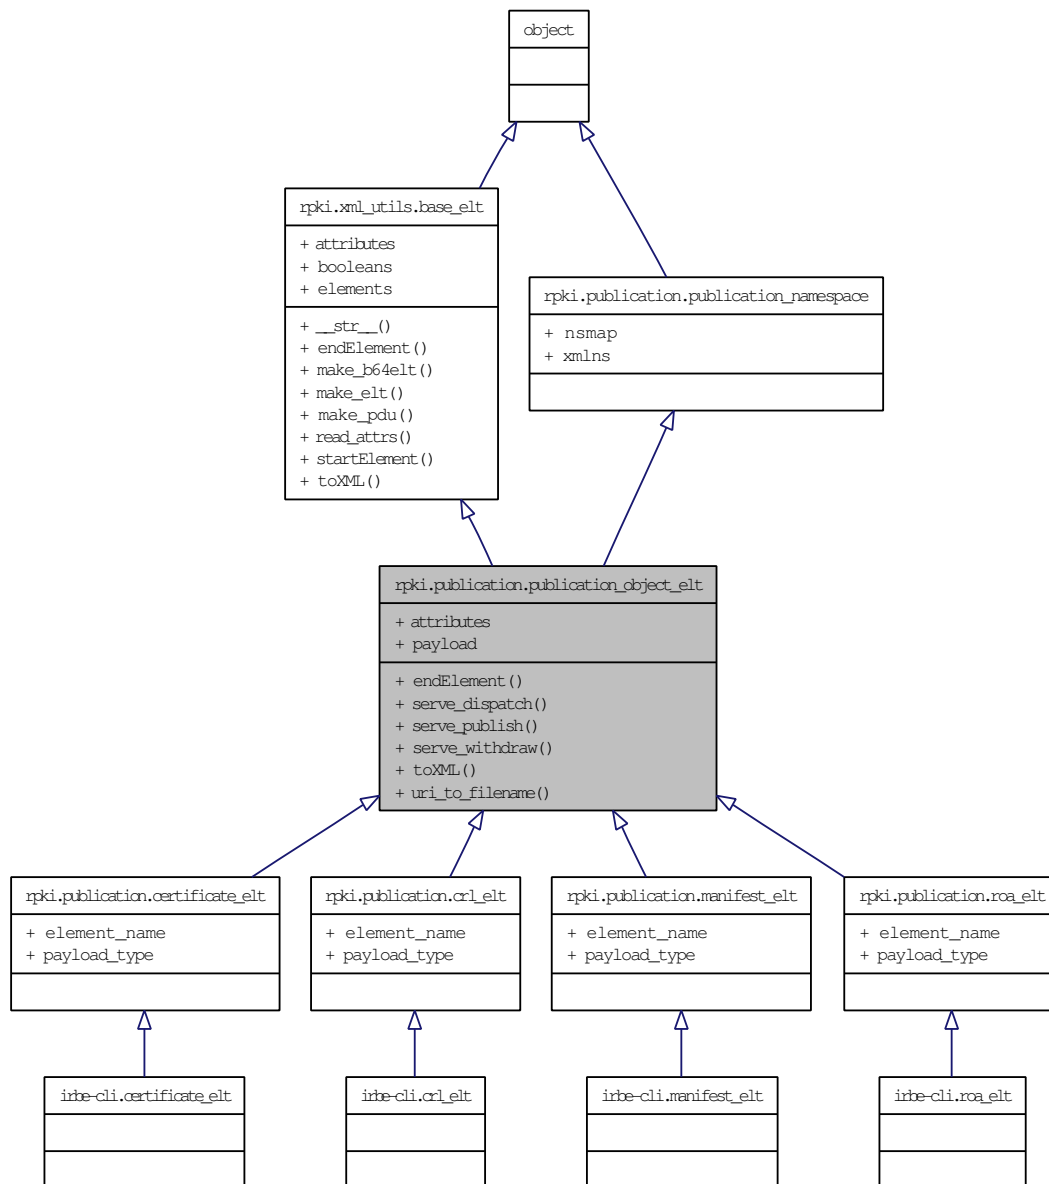 object
rpki.xml_utils.base_elt
+ attributes
+ booleans
+ elements
+ __str__()
+ endElement()
+ make_b64elt()
+ make_elt()
+ make_pdu()
+ read_attrs()
+ startElement()
+ toXML()
rpki.publication.publication_namespace
+ nsmap
+ xmlns
rpki.publication.publication_object_elt
+ attributes
+ payload
+ endElement()
+ serve_dispatch()
+ serve_publish()
+ serve_withdraw()
+ toXML()
+ uri_to_filename()
rpki.publication.certificate_elt
+ element_name
+ payload_type
rpki.publication.crl_elt
+ element_name
+ payload_type
rpki.publication.manifest_elt
+ element_name
+ payload_type
rpki.publication.roa_elt
+ element_name
+ payload_type
irbe-cli.certificate_elt
irbe-cli.crl_elt
irbe-cli.manifest_elt
irbe-cli.roa_elt